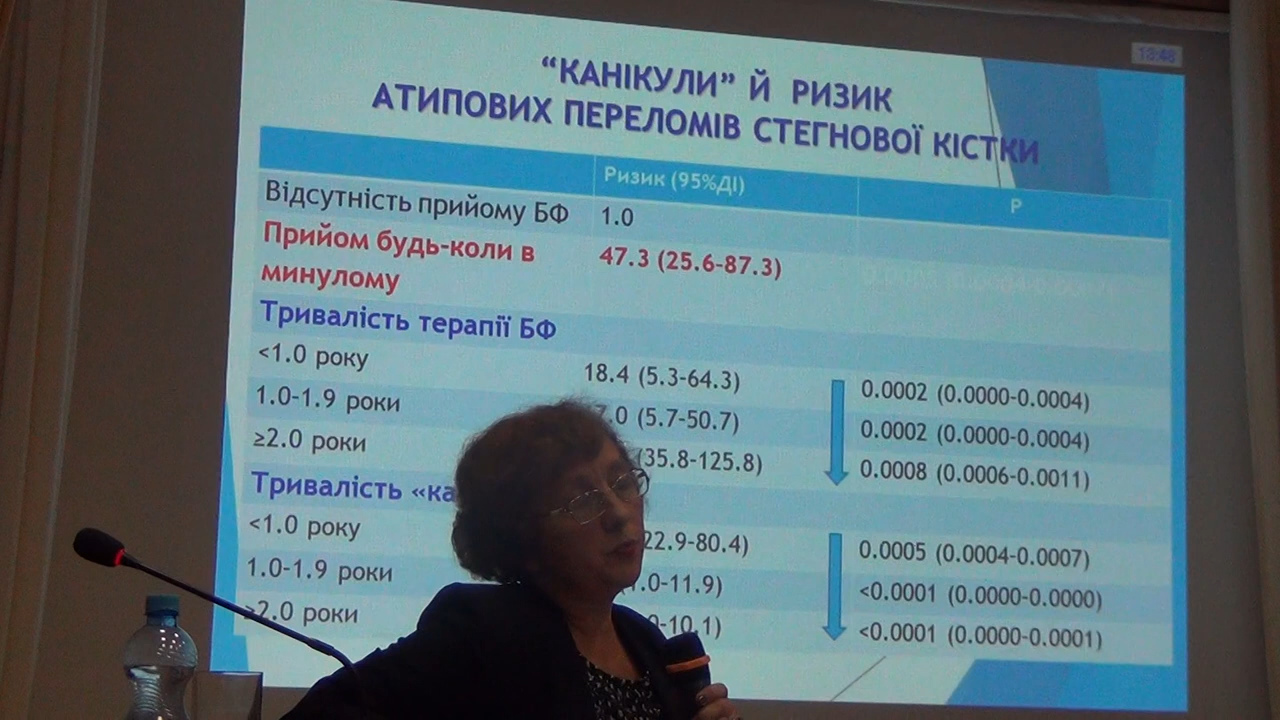 13:48
“КАНІКУЛИ” Й РИЗИК
АТИПОВИХ ПЕРЕЛОМІВ СТЕГНОВОЇ КІСТКИ
Ризик (95%ДІ) Р
Відсутність прийому БФ 1.0
Прийом будь-коли в 47.3 (25.6-87.3)
минулому
Тривалість терапії БФ
<1.0 року 18.4 (5.3-64.3) 0.0002 (0.0000-0.0004)
1.0-1.9 роки (5.7-50.7) 0.0002 (0.0000-0.0004)
≥2.0 роки (35.8-125.8) 0.0008 (0.0006-0.0011)
Тривалість
<1.0 року 22.9-80.4) 0.0005 (0.0004-0.0007)
1.0-1.9 роки <0.0001 (0.0000-0.0000)
≥2.0 роки <0.0001 (0.0000-0.0001)